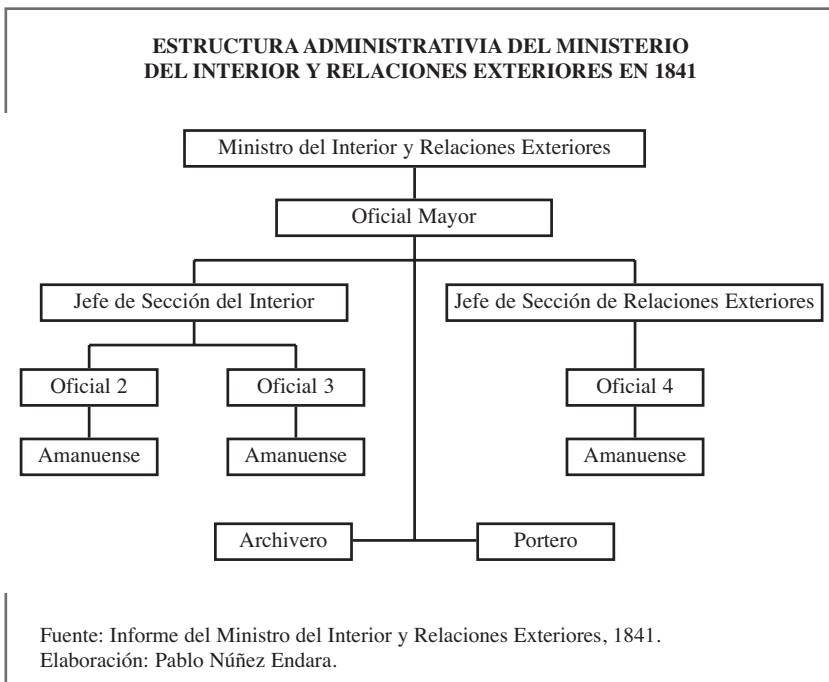 ESTRUCTURA ADMINISTRATIVIA DEL MINISTERIO
DEL INTERIOR Y RELACIONES EXTERIORES EN 1841
Ministro del Interior y Relaciones Exteriores
Oficial Mayor
Jefe de Sección del Interior
Jefe de Sección de Relaciones Exteriores
Oficial 2
Oficial 3
Oficial 4
Amanuense
Amanuense
Amanuense
Archivero
Portero
Fuente: Informe del Ministro del Interior y Relaciones Exteriores, 1841.
Elaboración: Pablo Núñez Endara.